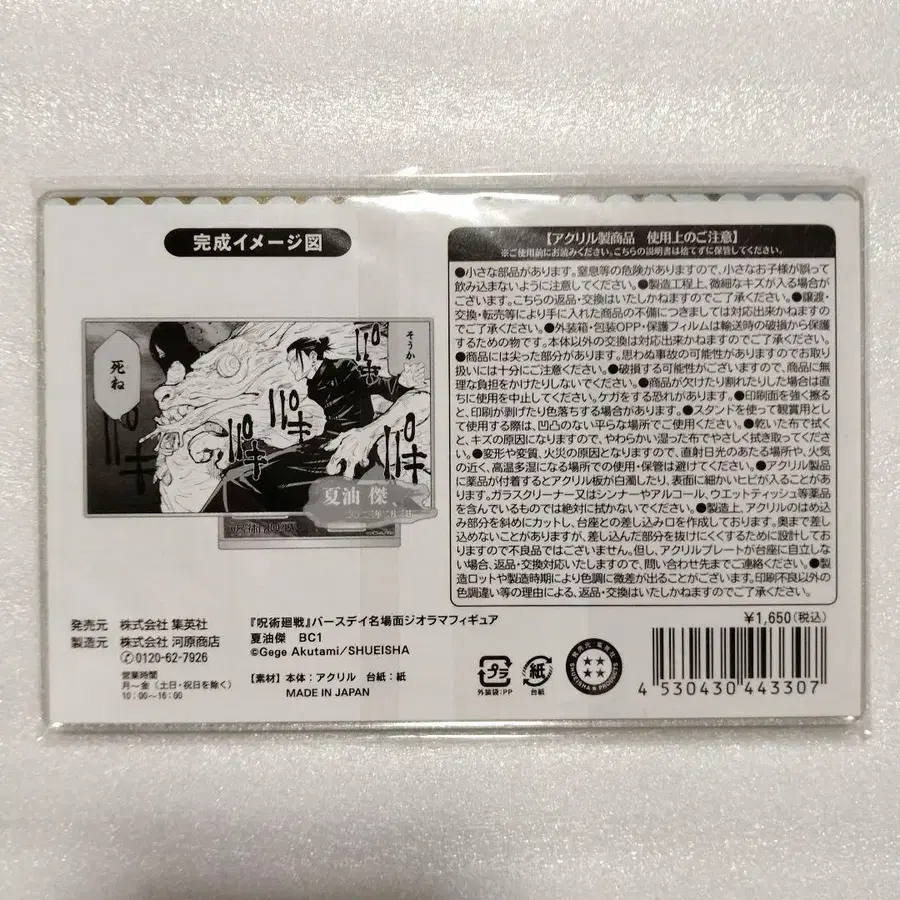 完成イメージ図
そうか
死ね
パキ
パキ
パキ
パキ
夏油 傑
呪術廻戦
【アクリル製商品 使用上のご注意】
※ご使用前にお読みください。こちらの説明書は捨てずに保管してください。
●小さな部品があります。窒息等の危険がありますので、小さなお子様が誤って
飲み込まないように注意してください。●製造工程上、微細なキズが入る場合が
ございます。こちらの返品・交換はいたしかねますのでご了承ください。●譲渡・
交換・転売等により手に入れた商品の不備につきましては対応出来かねますの
でご了承ください。●外装箱・包装OPP・保護フィルムは輸送時の破損から保護
するための物です。本体以外の交換は対応出来かねますのでご了承ください。
●商品には尖った部分があります。思わぬ事故の可能性がありますのでお取り
扱いには十分にご注意ください。●破損する可能性がございますので、商品に無
理な負担をかけたりしないでください。●商品が欠けたり割れたりした場合は直
ちに使用を中止してください。ケガをする恐れがあります。●印刷面を強く擦る
と、印刷が剥げたり色落ちする場合があります。●スタンドを使って観賞用とし
て使用する際は、凹凸のない平らな場所でご使用ください。●乾いた布で拭く
と、キズの原因になりますので、やわらかい湿った布でやさしく拭き取ってくださ
い。●変形や変質、火災の原因となりますので、直射日光のあたる場所や、火気
の近く、高温多湿になる場所での使用・保管は避けてください。●アクリル製品
に薬品が付着するとアクリル板が白濁したり、表面に細かいヒビが入ることがあ
ります。ガラスクリーナー又はシンナーやアルコール、ウエットティッシュ等薬品
を含んでいるものでは絶対に拭かないでください。●製造上、アクリルのはめ込
み部分を斜めにカットし、台座との差し込み口を作成しております。奥まで差し
込めないことがありますが、差し込んだ部分を抜けにくくするために設計してお
りますので不良品ではございません。但し、アクリルプレートが台座に自立しな
い場合、返品・交換対応いたしますので、問い合わせ先までご連絡ください。●製
造ロットや製造時期により色調に微差が出ることがございます。印刷不良以外の
色調違い等の理由による、返品・交換はいたしかねますのでご了承ください。
発売元 株式会社 集英社
製造元 株式会社 河原商店
0120-62-7926
営業時間
月~金(土日・祝日を除く)
10:00~16:00
『呪術廻戦』バースデイ名場面ジオラマフィギュア
夏油傑 BC1
©Gege Akutami/SHUEISHA
【素材】本体:アクリル 台紙:紙
MADE IN JAPAN
プラ
外装袋:PP
紙
台紙
発売元 集英社
SHUEISHA PRODUCT
¥1,650(税込)
4 530430 443307